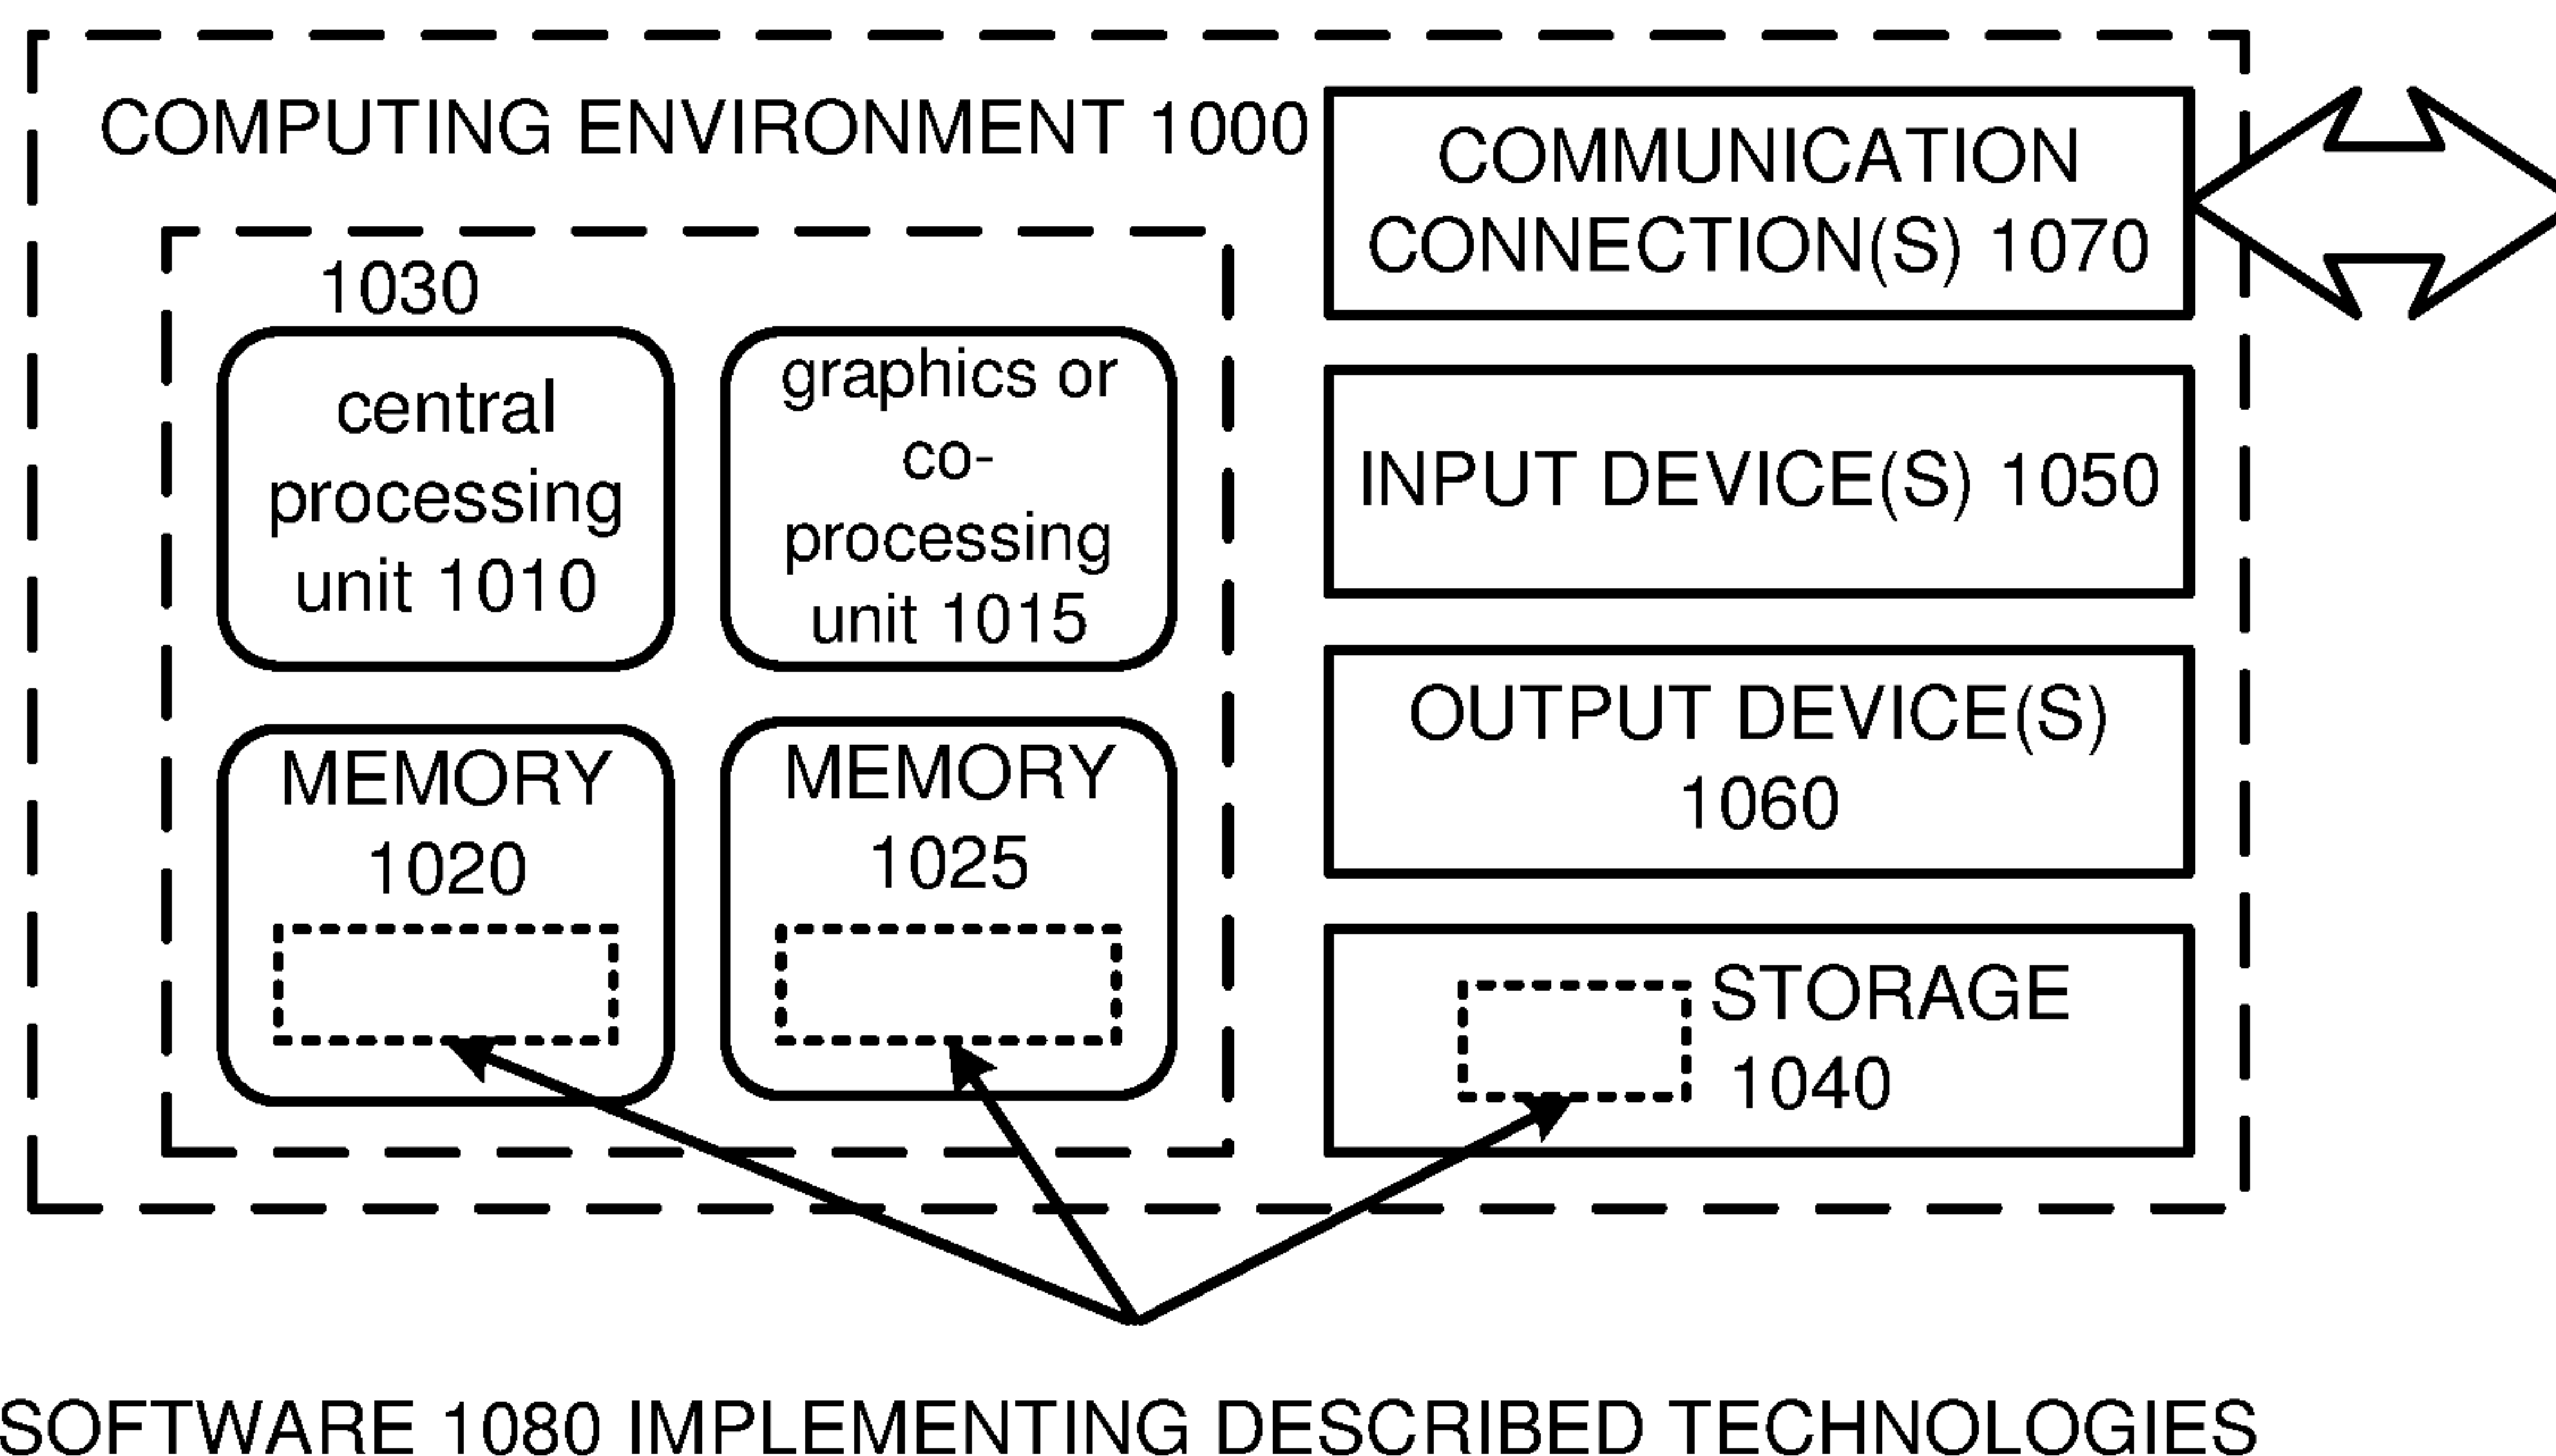 COMPUTING ENVIRONMENT 1000
COMMUNICATION
CONNECTION(S) 1070
1030
central
processing
unit 1010
graphics or
co-
processing
unit 1015
INPUT DEVICE(S) 1050
MEMORY
1020
MEMORY
1025
OUTPUT DEVICE(S)
1060
STORAGE
1040
SOFTWARE 1080 IMPLEMENTING DESCRIBED TECHNOLOGIES